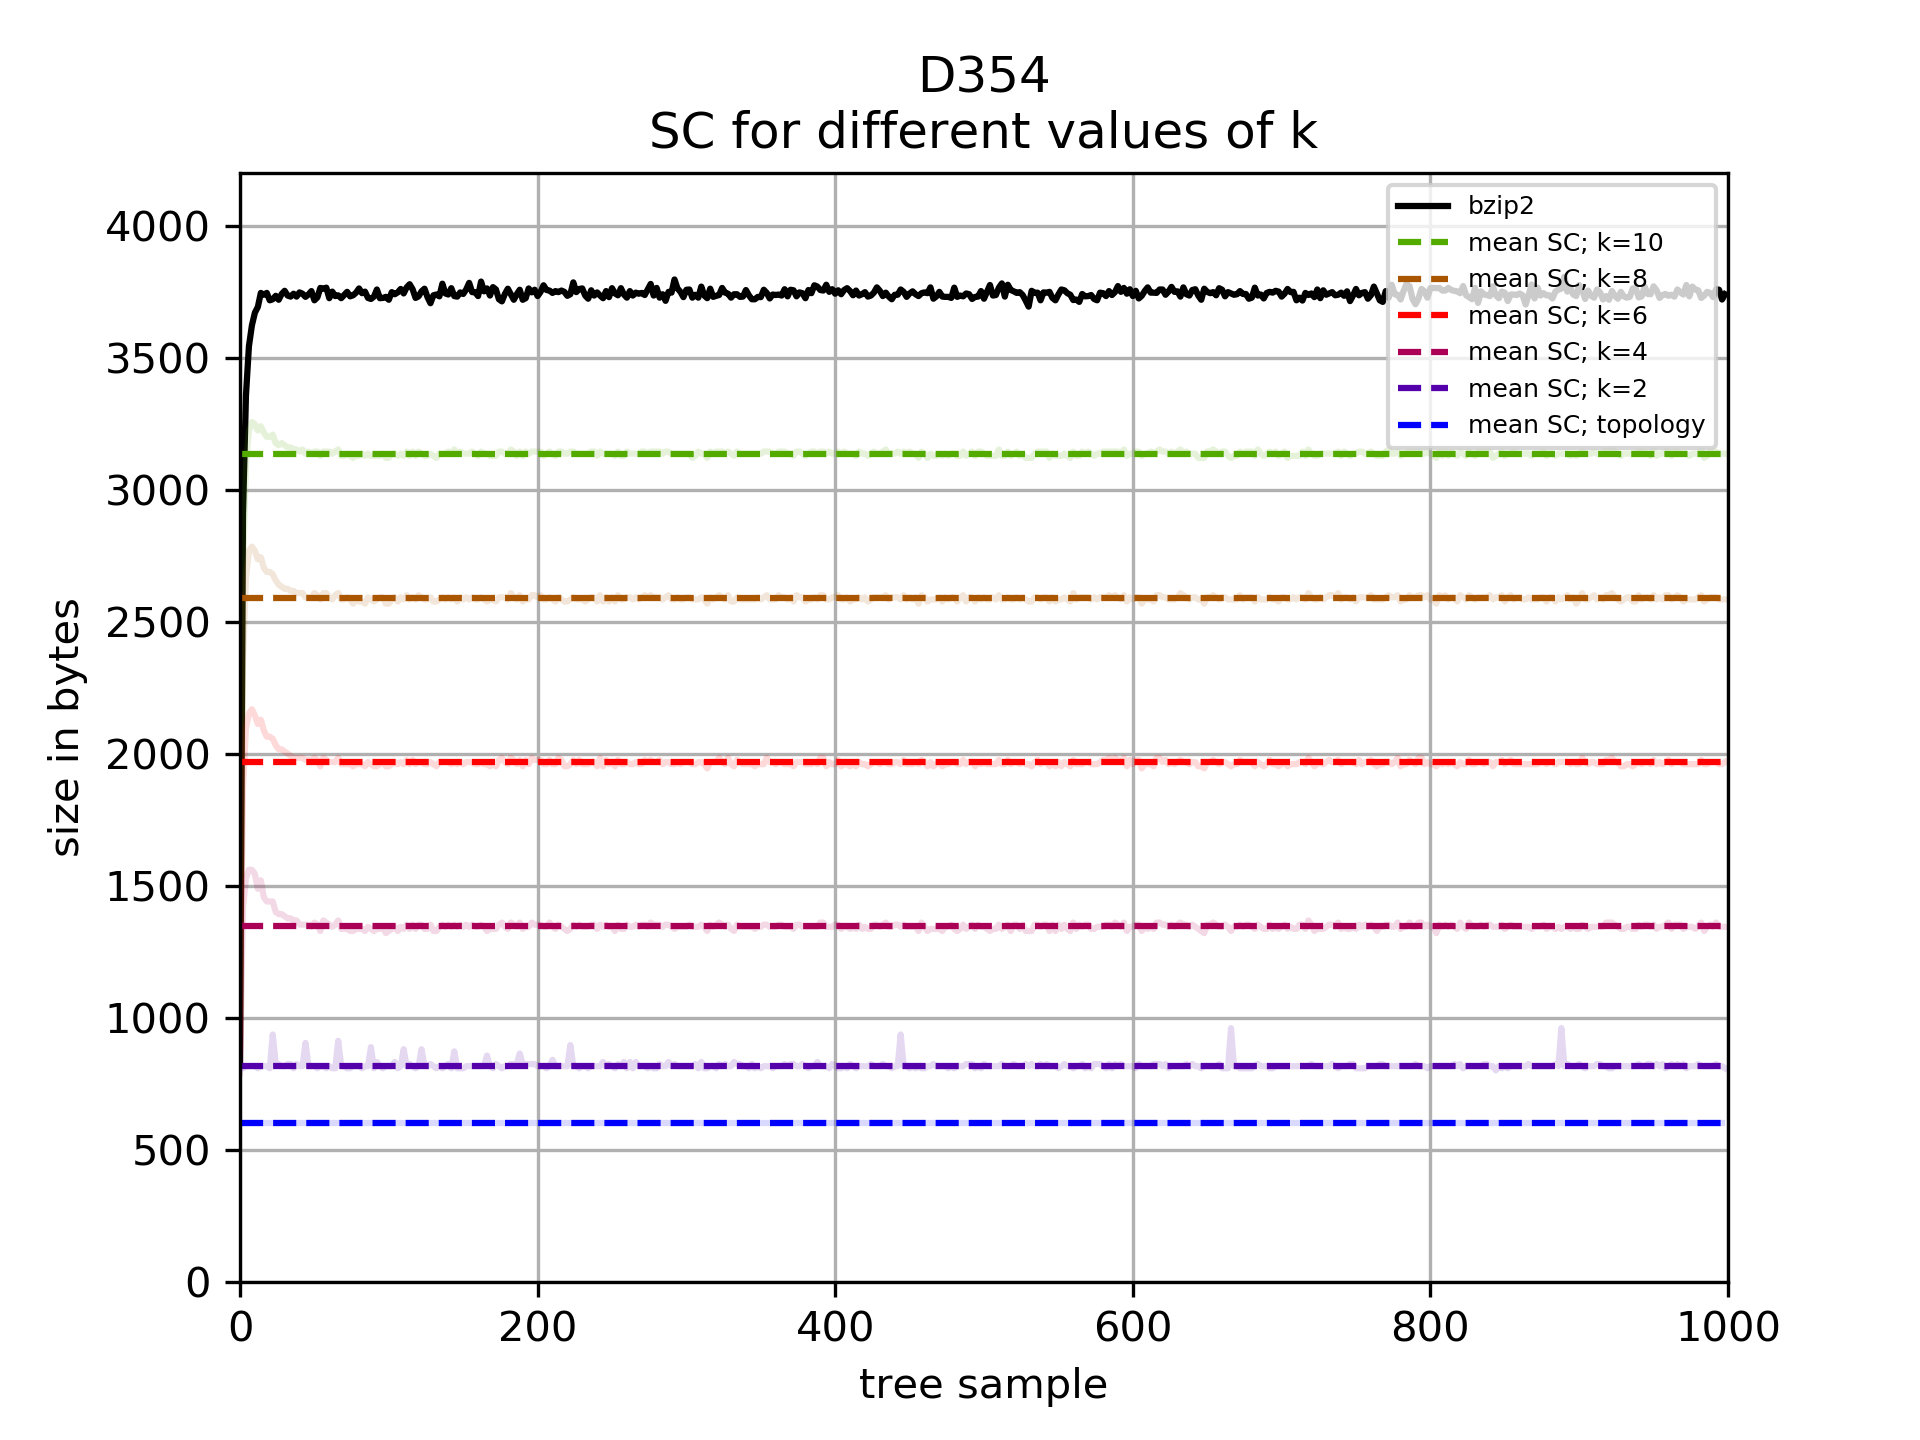 D354
SC for different values of k
bzip2
mean SC; k=10
mean SC; k=8
mean SC; k=6
mean SC; k=4
mean SC; k=2
mean SC; topology
4000
3500
3000
2500
2000
1500
1000
500
0
size in bytes
0 200 400 600 800 1000
tree sample